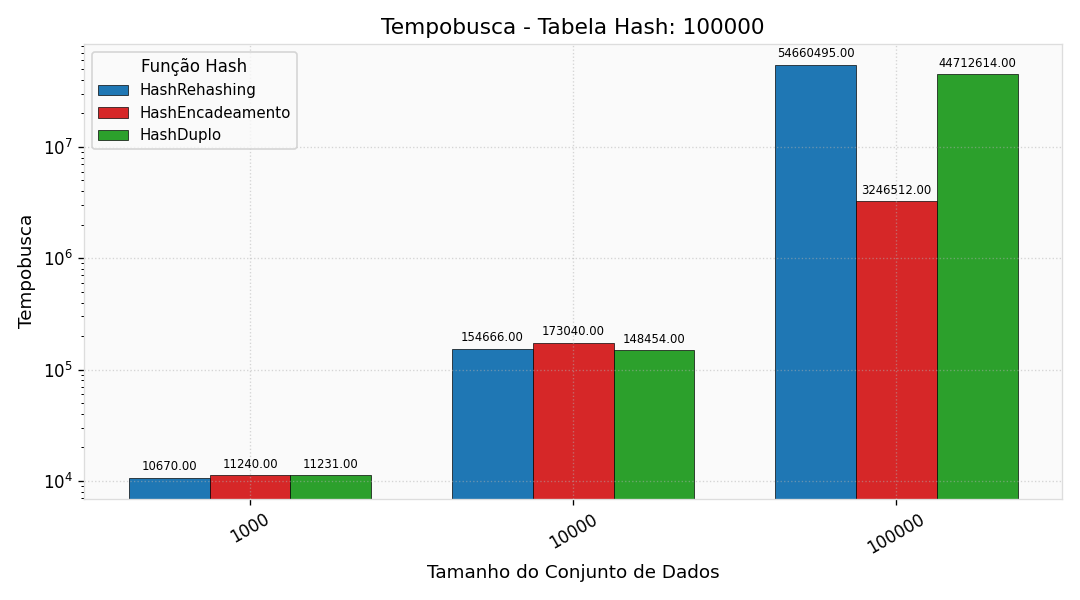 Tempobusca - Tabela Hash: 100000
Função Hash
HashRehashing
HashEncadeamento
HashDuplo
54660495.00
3246512.00
44712614.00
154666.00
173040.00
148454.00
10670.00
11240.00
11231.00
10^7
10^6
10^5
10^4
Tempobusca
1000
10000
100000
Tamanho do Conjunto de Dados